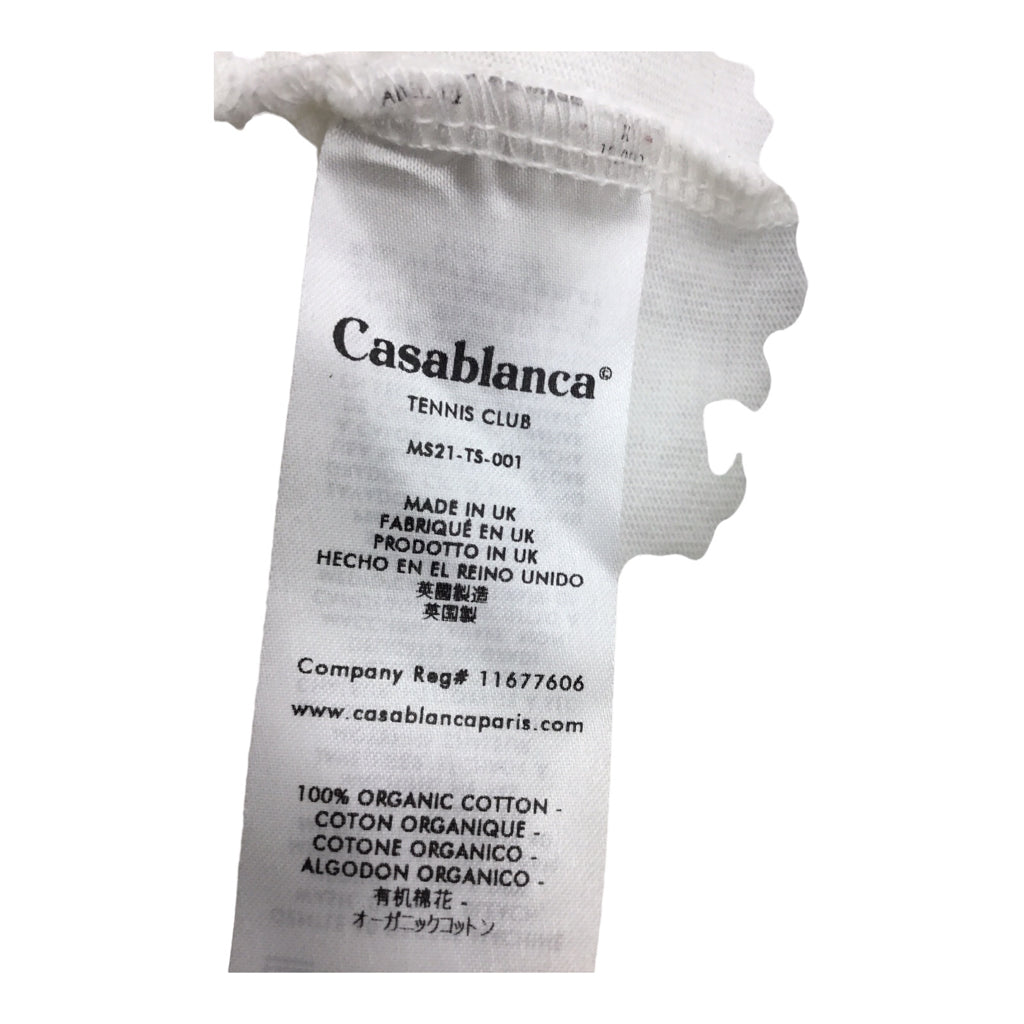 Casablanca©
TENNIS CLUB
MS21-TS-001
MADE IN UK
FABRIQUÉ EN UK
PRODOTTO IN UK
HECHO EN EL REINO UNIDO
英國製造
英国製
Company Reg# 11677606
www.casablancaparis.com
100% ORGANIC COTTON -
COTON ORGANIQUE -
COTONE ORGANICO -
ALGODON ORGANICO -
有机棉花 -
オーガニックコットン